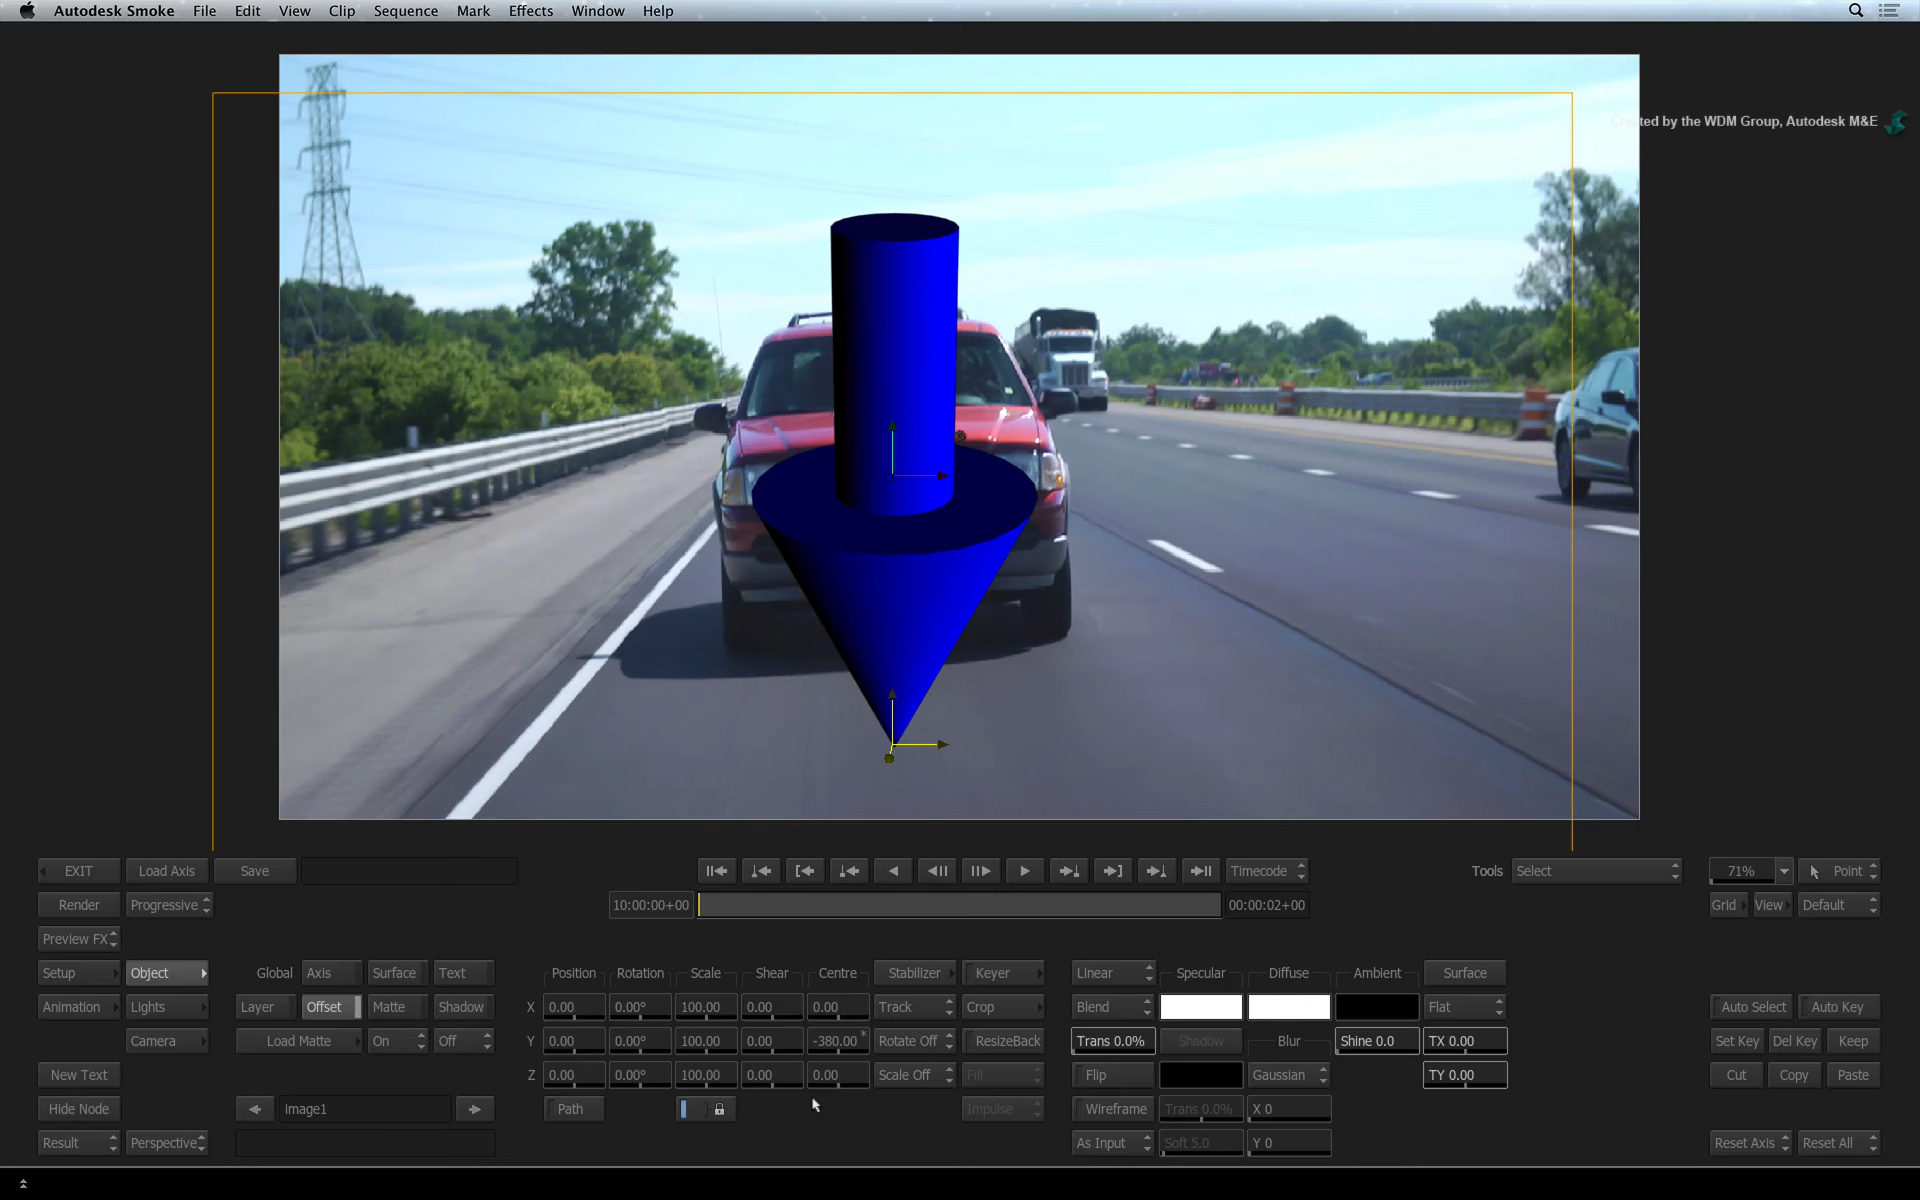 Autodesk Smoke File Edit View Clip Sequence Mark Effects Window Help
ted by the WDM Group, Autodesk M&E
EXIT Load Axis Save Timecode Tools Select 71% Point
Render Progressive 10:00:00+00 00:00:02+00 Grid View Default
Preview FX
Setup Object Global Axis Surface Text Position Rotation Scale Shear Centre Stabilizer Keyer Linear Specular Diffuse Ambient Surface
Animation Lights Layer Offset Matte Shadow X 0.00 0.00° 100.00 0.00 0.00 Track Crop Blend Flat Auto Select Auto Key
Camera Load Matte On Off Y 0.00 0.00° 100.00 0.00 -380.00 * Rotate Off ResizeBack Trans 0.0% Shadow Blur Shine 0.0 TX 0.00 Set Key Del Key Keep
New Text Z 0.00 0.00° 100.00 0.00 0.00 Scale Off Fill Flip Gaussian TY 0.00 Cut Copy Paste
Hide Node image1 Path Impulse Wireframe Trans 0.0% X 0
Result Perspective As Input Soft 5.0 Y 0 Reset Axis Reset All